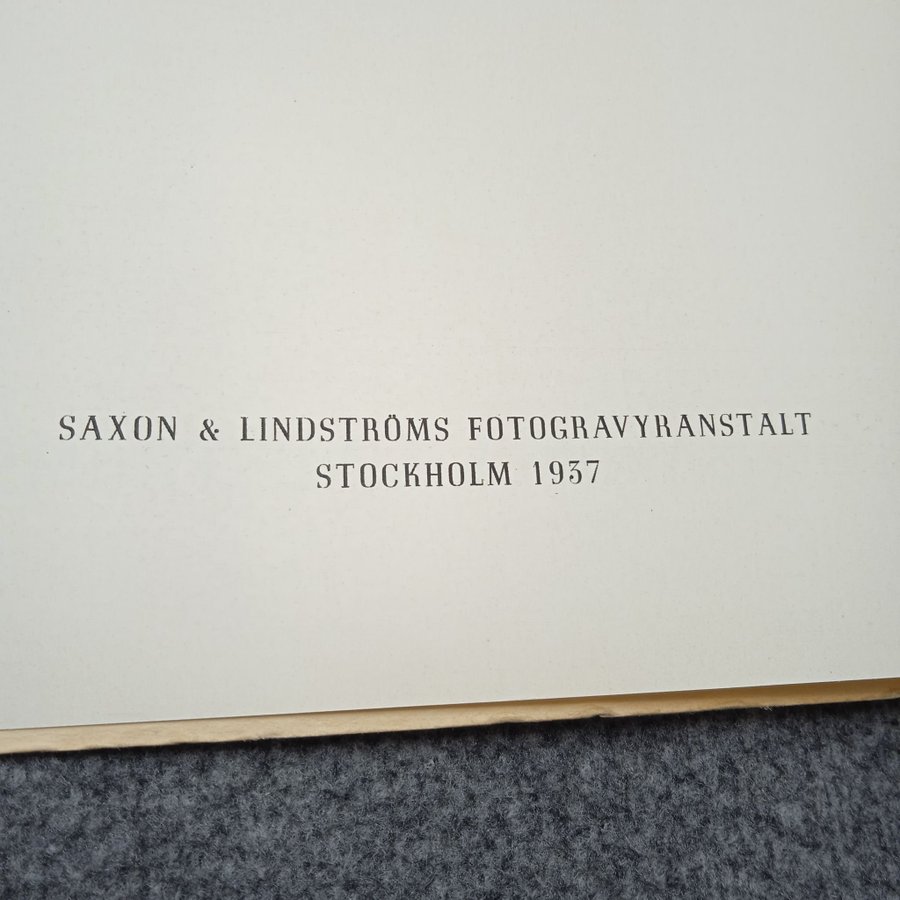 SAXON & LINDSTRÖMS FOTOGRAVYRANSTALT
STOCKHOLM 1937